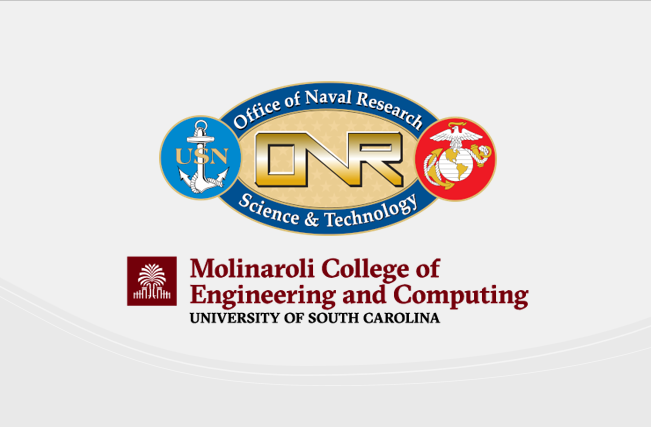 Office of Naval Research
USN
ONR
Science & Technology
Molinaroli College of
Engineering and Computing
UNIVERSITY OF SOUTH CAROLINA